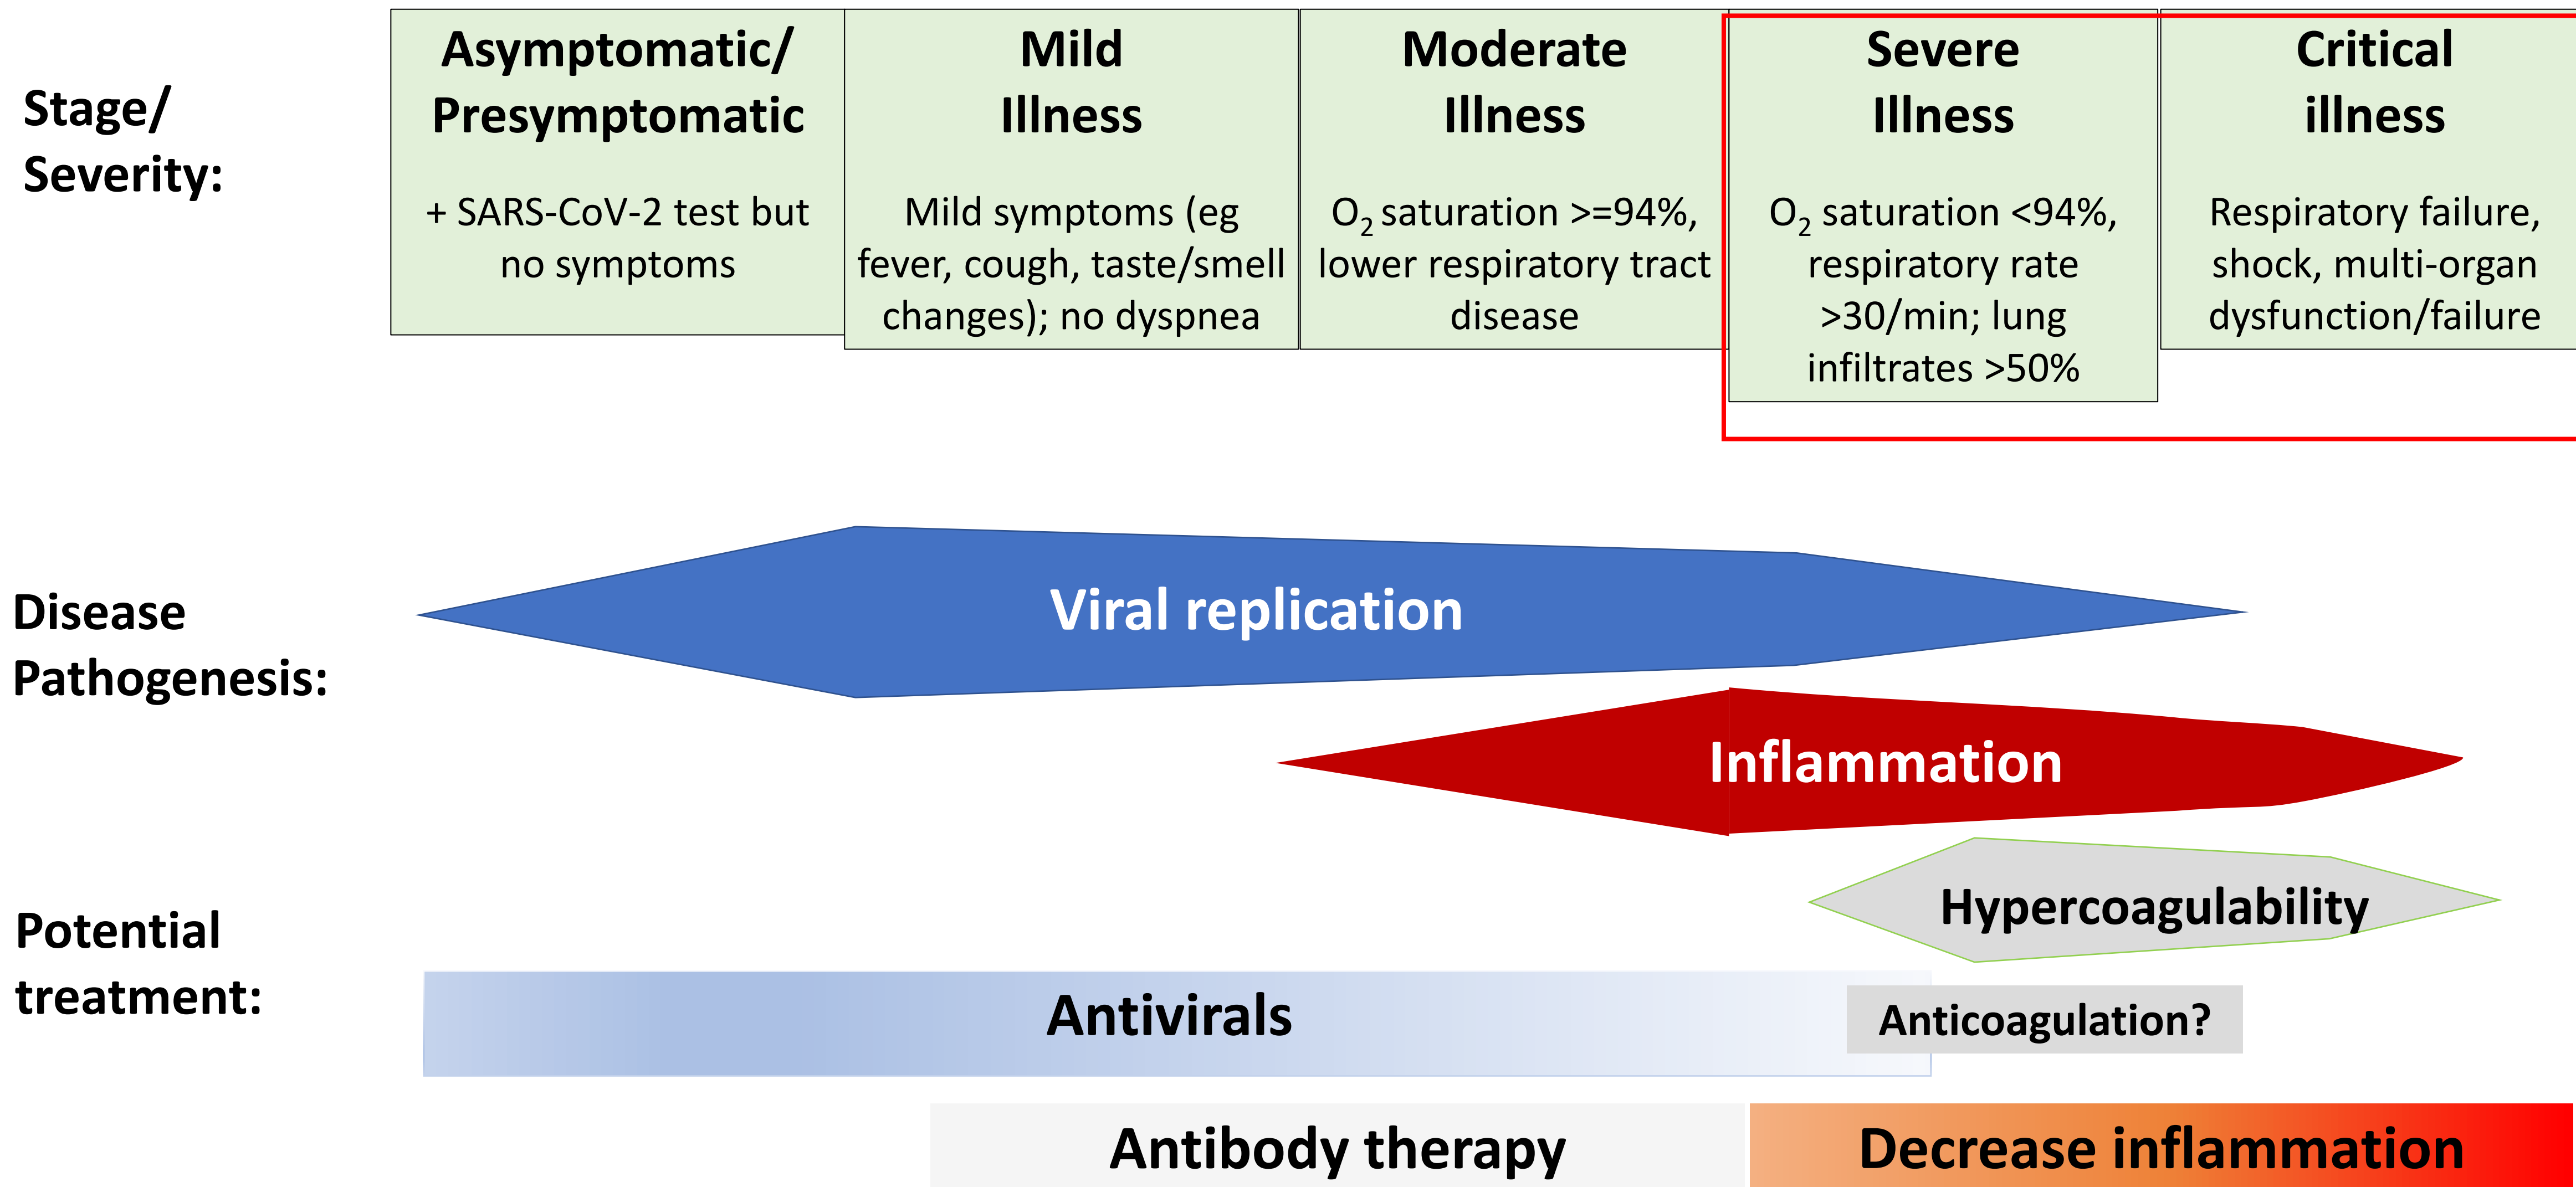 Stage/
Severity:
Asymptomatic/
Presymptomatic
+ SARS-CoV-2 test but
no symptoms
Mild
Illness
Mild symptoms (eg
fever, cough, taste/smell
changes); no dyspnea
Moderate
Illness
O2 saturation >=94%,
lower respiratory tract
disease
Severe
Illness
O2 saturation <94%,
respiratory rate
>30/min; lung
infiltrates >50%
Critical
illness
Respiratory failure,
shock, multi-organ
dysfunction/failure
Disease
Pathogenesis:
Viral replication
Inflammation
Hypercoagulability
Potential
treatment:
Antivirals
Anticoagulation?
Antibody therapy
Decrease inflammation